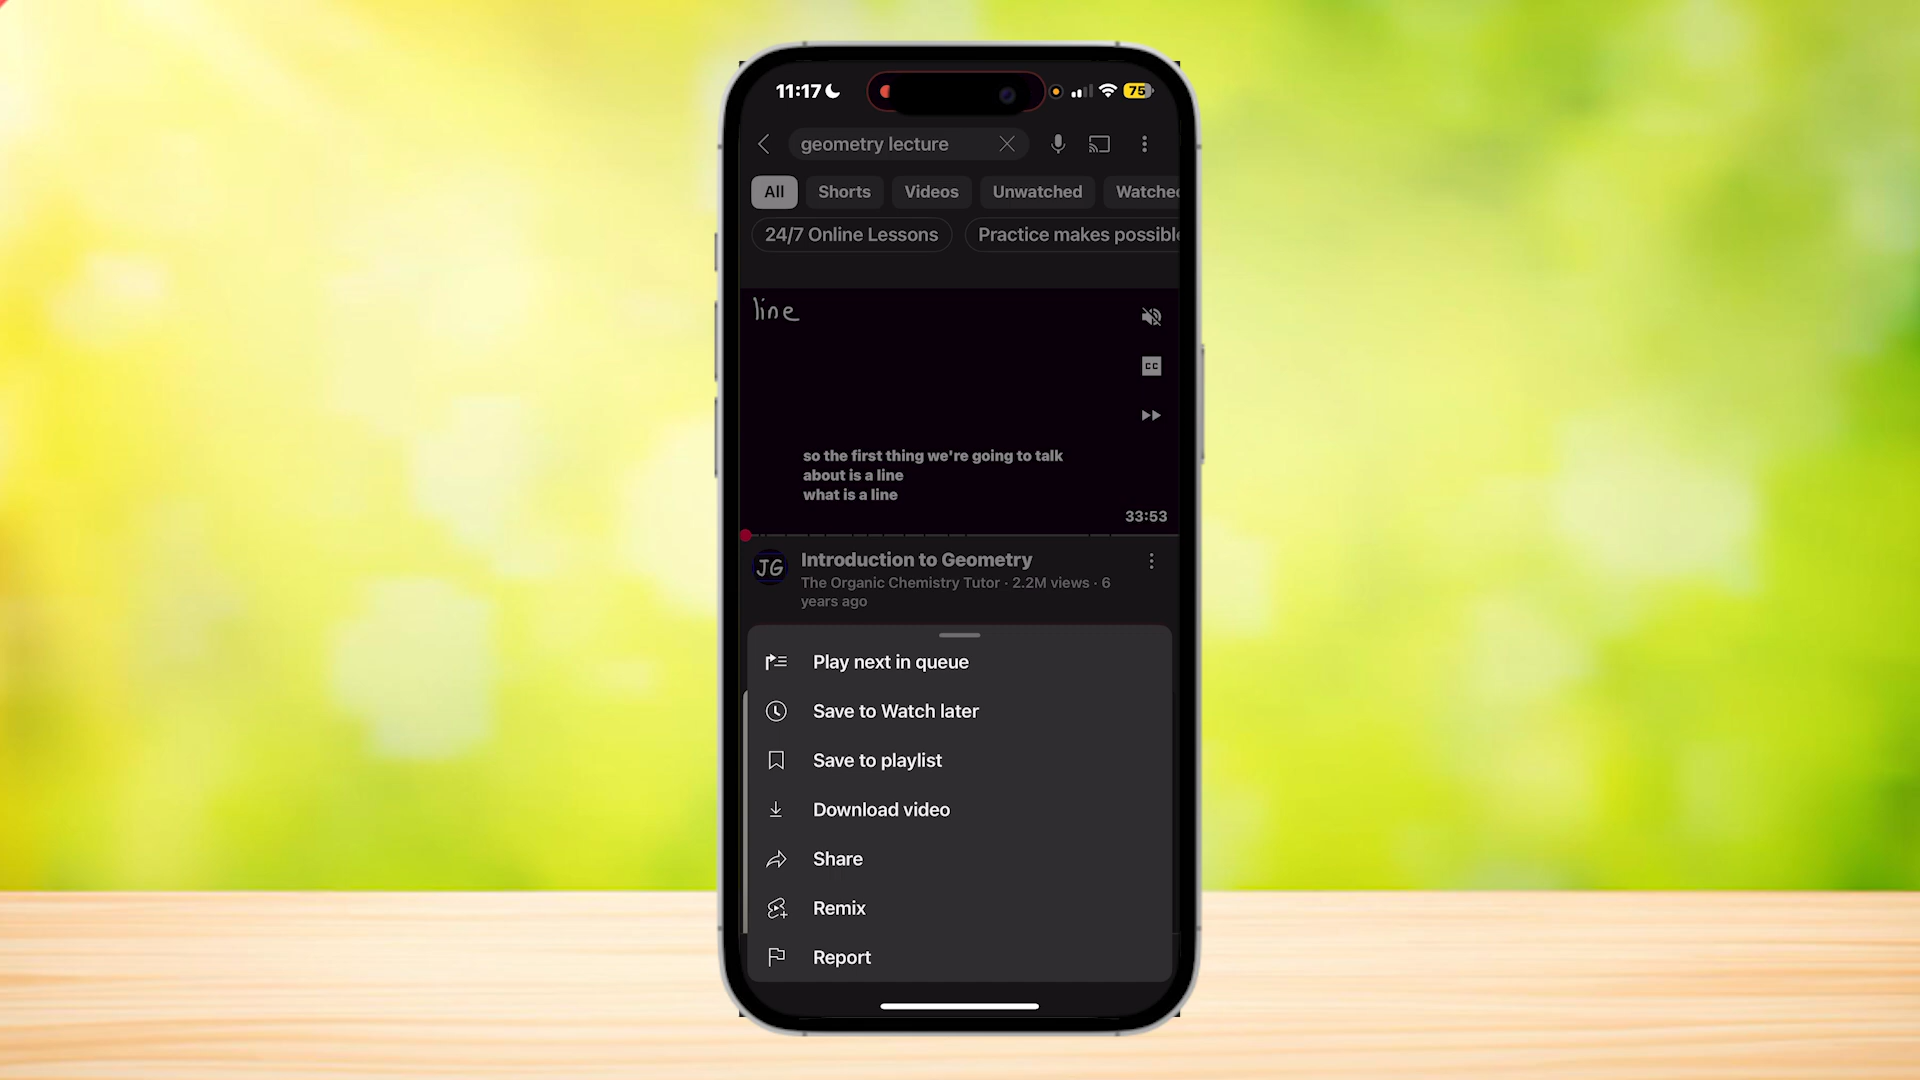 11:17
75
geometry lecture
All Shorts Videos Unwatched Watched
24/7 Online Lessons Practice makes possible
line
CC
so the first thing we're going to talk
about is a line
what is a line
33:53
JG
Introduction to Geometry
The Organic Chemistry Tutor · 2.2M views · 6
years ago
Play next in queue
Save to Watch later
Save to playlist
Download video
Share
Remix
Report